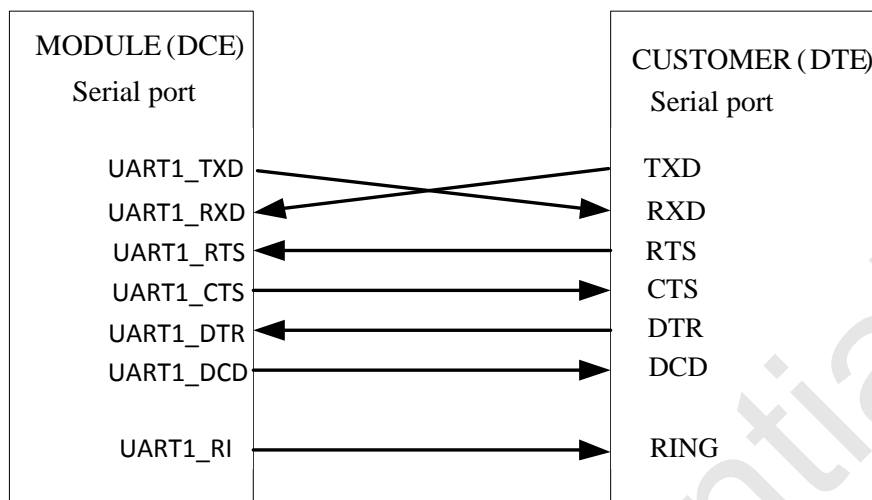 MODULE (DCE)
Serial port
CUSTOMER ( DTE)
Serial port
UART1_TXD
TXD
UART1_RXD
RXD
UART1_RTS
RTS
UART1_CTS
CTS
UART1_DTR
DTR
UART1_DCD
DCD
UART1_RI
RING